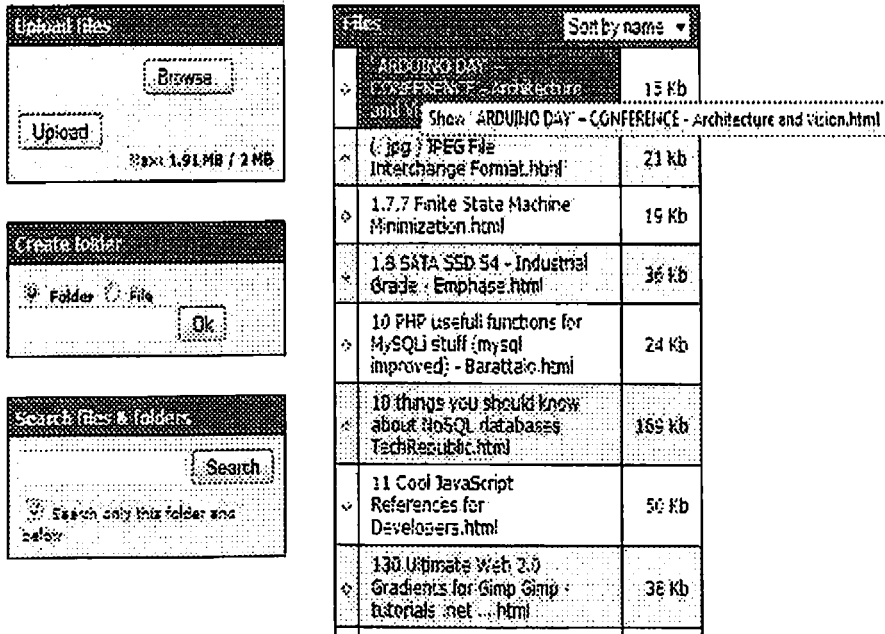 Upload files
Browse
Upload
Max: 1.91 MB / 2 MB
Create folder
Folder File
Ok
Search files & folders
Search
Search only this folder and
below
Files
Sort by name
"ARDUINO DAY" –
CONFERENCE - Architecture
and
15 Kb
Show "ARDUINO DAY" – CONFERENCE - Architecture and Vision.html
(. jpg ) JPEG File
Interchange Format.html
21 Kb
1.7.7 Finite State Machine
Minimization.html
19 Kb
1.8 SATA SSD S4 - Industrial
Grade - Emphase.html
36 Kb
10 PHP usefull functions for
MySQLi stuff (mysql
improved) - Barattalo.html
24 Kb
10 things you should know
about NoSQL databases
TechRepublic.html
169 Kb
11 Cool JavaScript
References for
Developers.html
50 Kb
130 Ultimate Web 2.0
Gradients for Gimp Gimp -
tutorials .net ... html
38 Kb